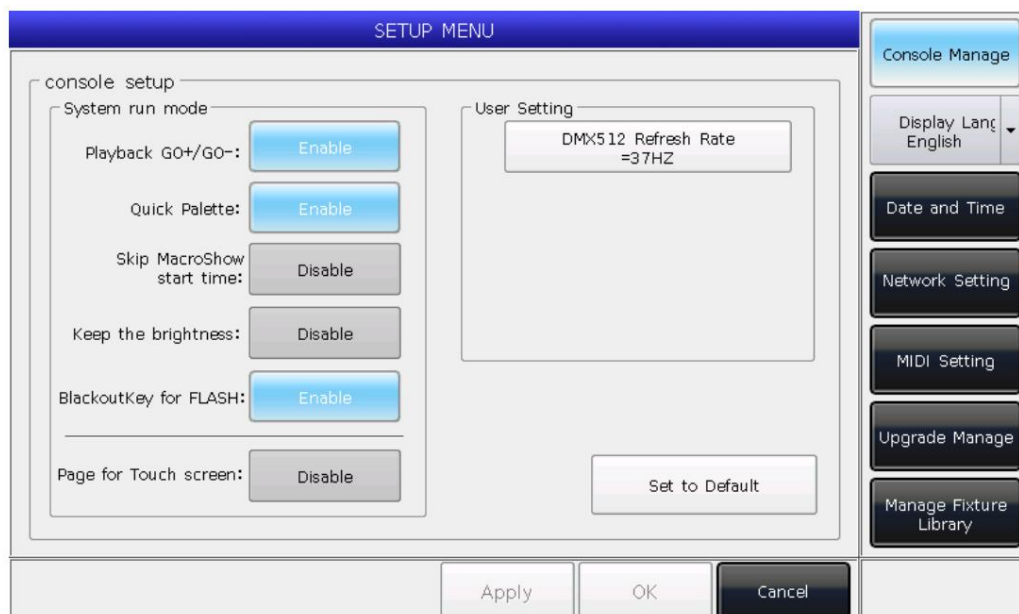 SETUP MENU
console setup
System run mode
Playback GO+/GO-:
Enable
Quick Palette:
Enable
Skip MacroShow
start time:
Disable
Keep the brightness:
Disable
BlackoutKey for FLASH:
Enable
Page for Touch screen:
Disable
User Setting
DMX512 Refresh Rate
=37HZ
Set to Default
Apply
OK
Cancel
Console Manage
Display Lang
English
Date and Time
Network Setting
MIDI Setting
Upgrade Manage
Manage Fixture
Library